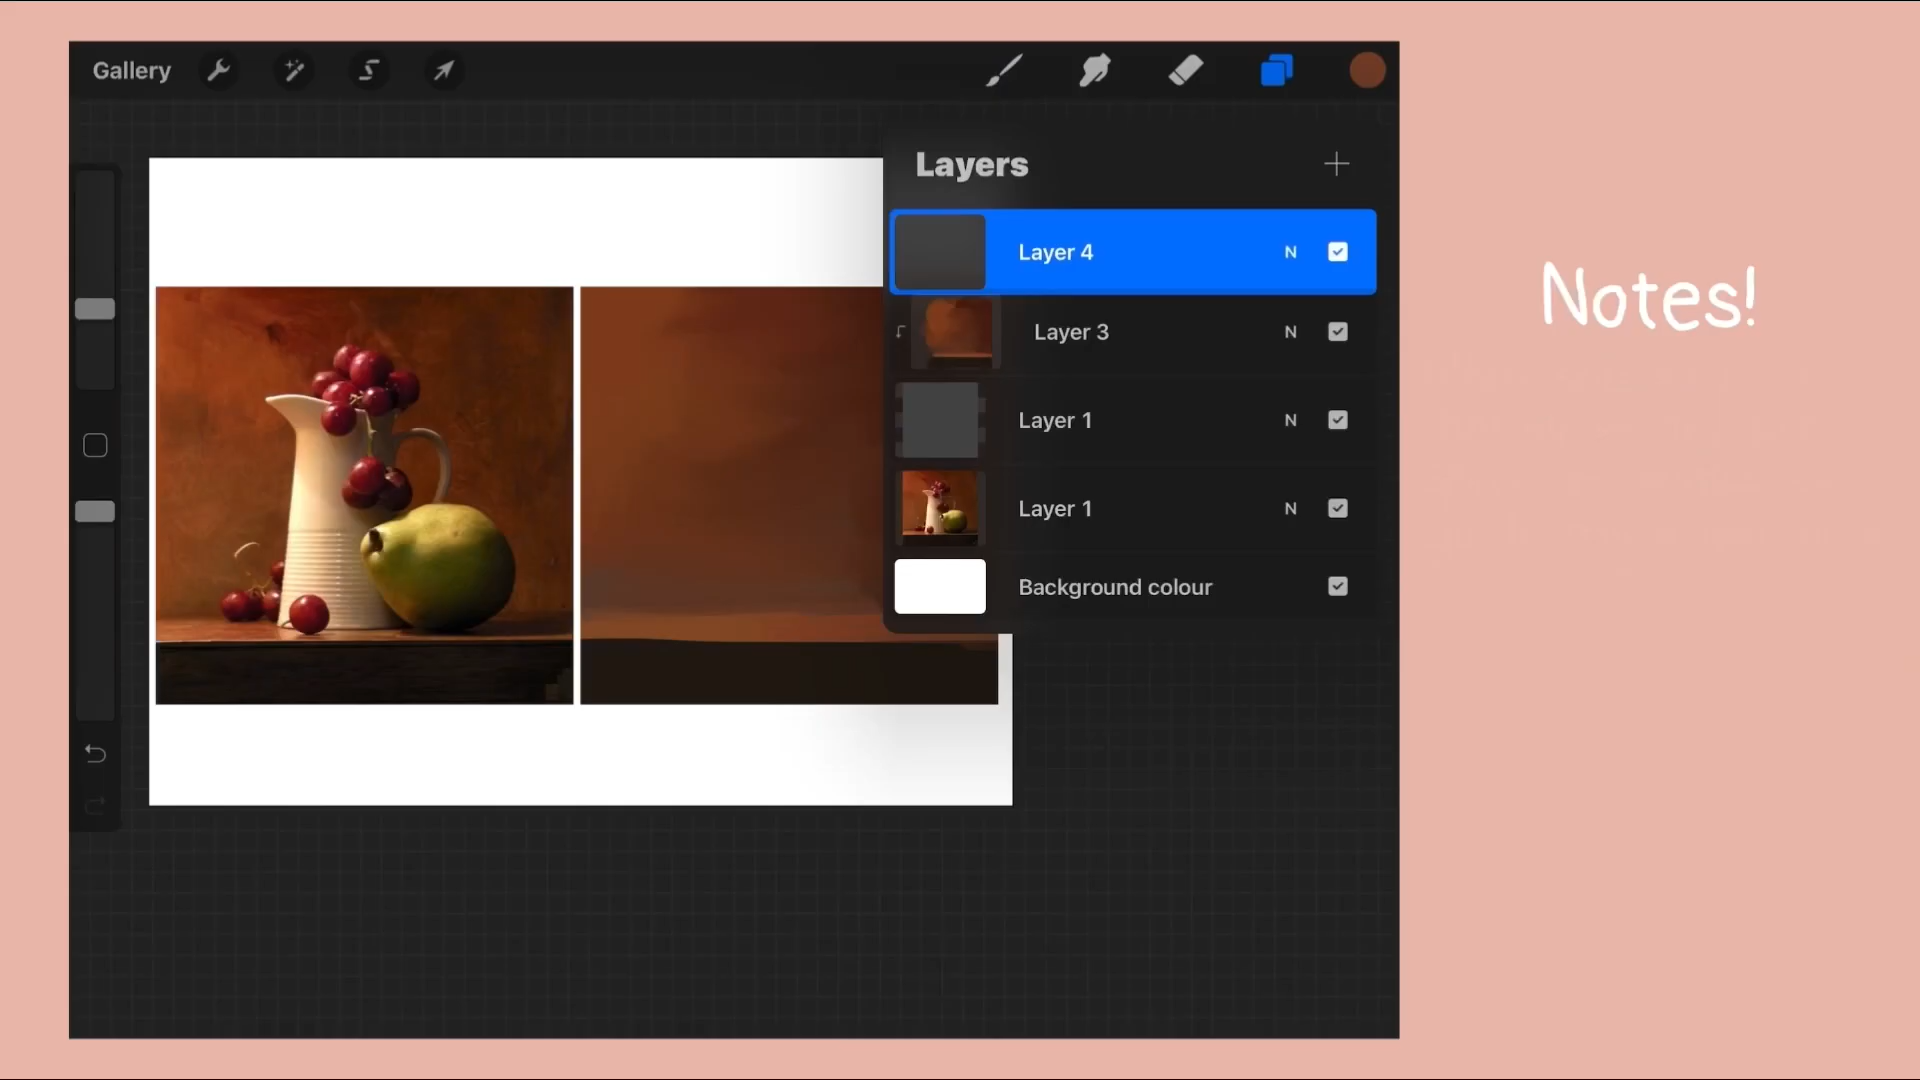 Gallery
Layers
Layer 4 N
Notes!
Layer 3 N
Layer 1 N
Layer 1 N
Background colour